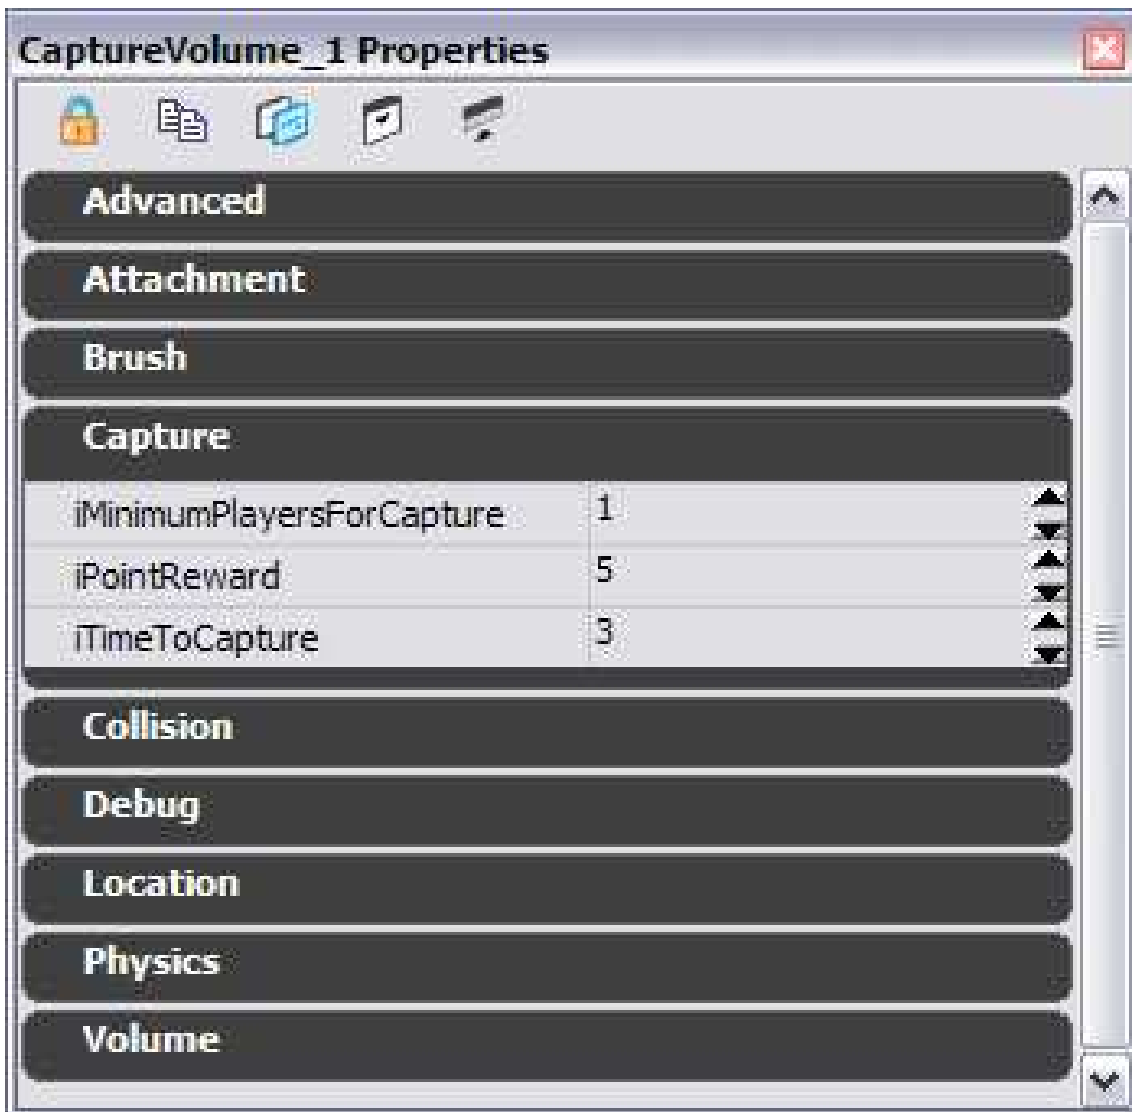 CaptureVolume_1 Properties
Advanced
Attachment
Brush
Capture
iMinimumPlayersForCapture 1
iPointReward 5
iTimeToCapture 3
Collision
Debug
Location
Physics
Volume